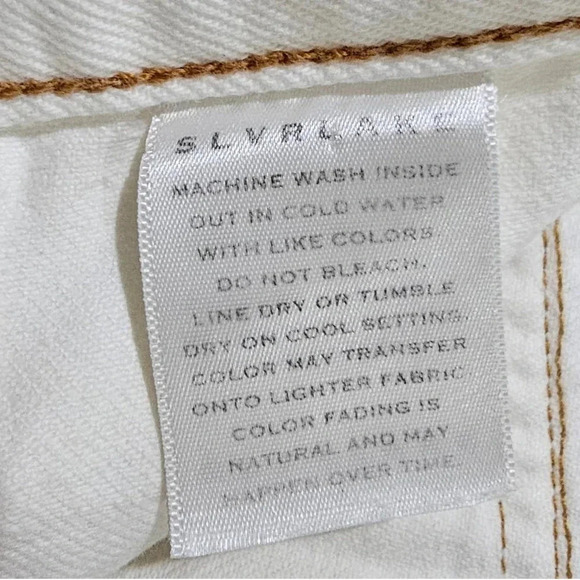 SLVRLAKE
MACHINE WASH INSIDE
OUT IN COLD WATER
WITH LIKE COLORS.
DO NOT BLEACH.
LINE DRY OR TUMBLE
DRY ON COOL SETTING.
COLOR MAY TRANSFER
ONTO LIGHTER FABRIC
COLOR FADING IS
NATURAL AND MAY
HAPPEN OVER TIME.